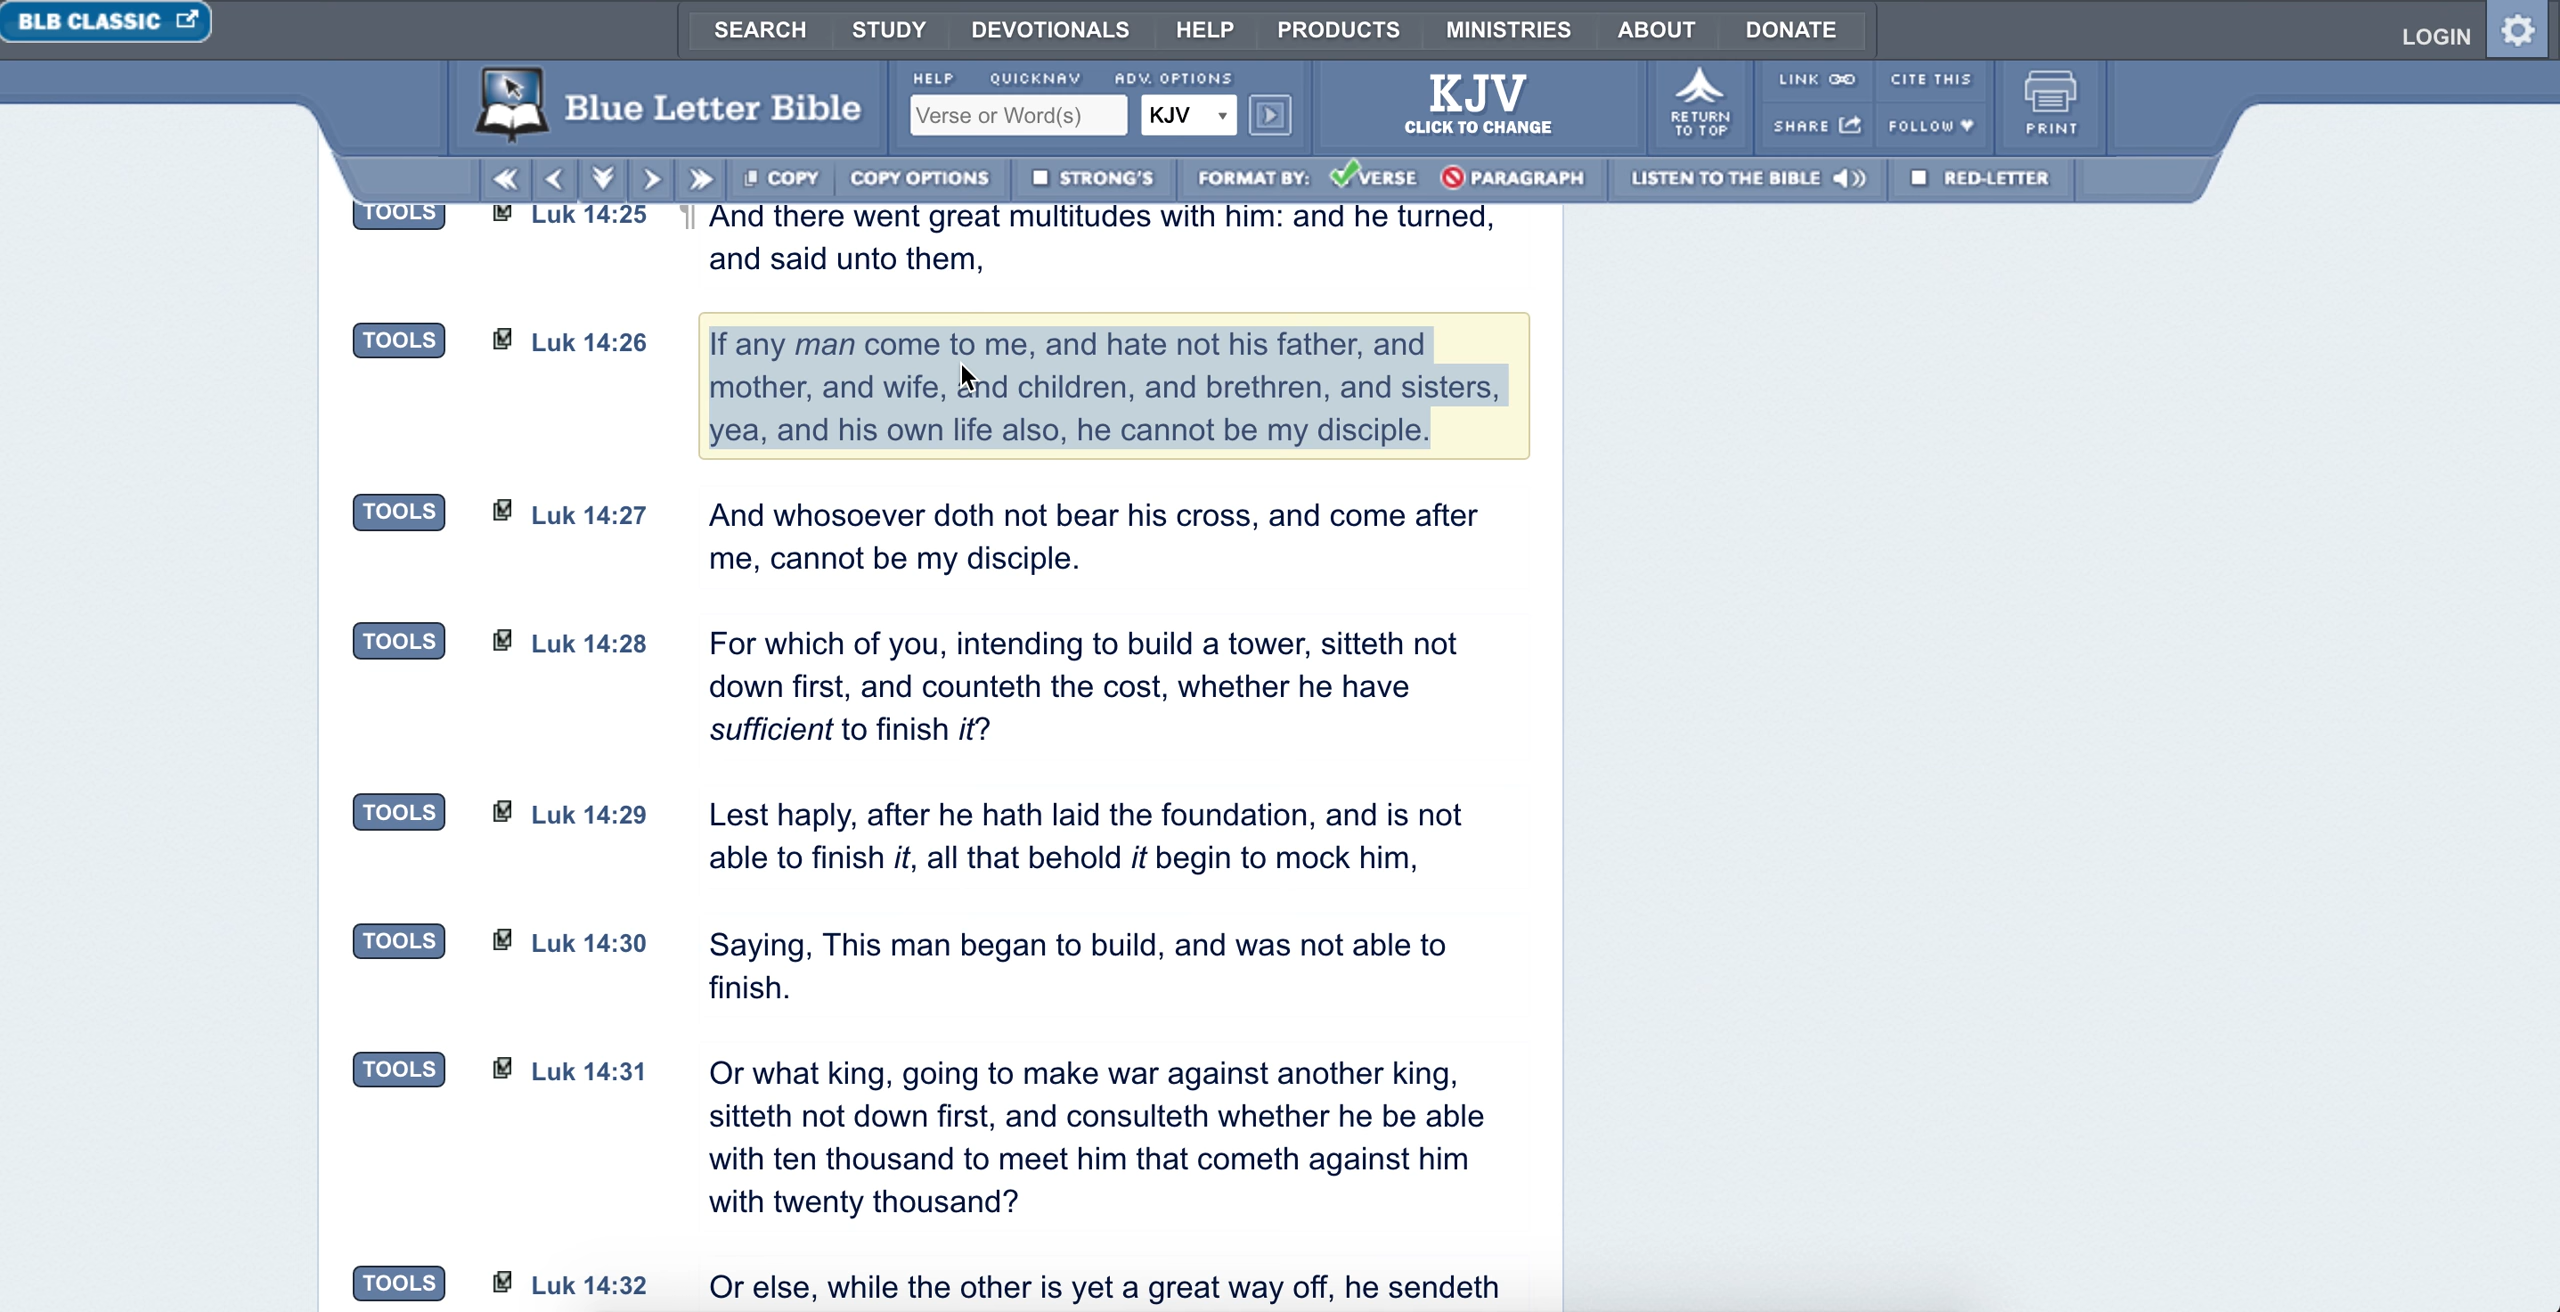 BLB CLASSIC
SEARCH STUDY DEVOTIONALS HELP PRODUCTS MINISTRIES ABOUT DONATE
LOGIN
Blue Letter Bible
HELP QUICKNAV ADV. OPTIONS
Verse or Word(s) KJV
KJV
CLICK TO CHANGE
RETURN
TO TOP
LINK CITE THIS
SHARE FOLLOW
PRINT
COPY COPY OPTIONS STRONG'S FORMAT BY: VERSE PARAGRAPH LISTEN TO THE BIBLE RED-LETTER
TOOLS Luk 14:25 ¶ And there went great multitudes with him: and he turned,
and said unto them,
TOOLS Luk 14:26 If any man come to me, and hate not his father, and
mother, and wife, and children, and brethren, and sisters,
yea, and his own life also, he cannot be my disciple.
TOOLS Luk 14:27 And whosoever doth not bear his cross, and come after
me, cannot be my disciple.
TOOLS Luk 14:28 For which of you, intending to build a tower, sitteth not
down first, and counteth the cost, whether he have
sufficient to finish it?
TOOLS Luk 14:29 Lest haply, after he hath laid the foundation, and is not
able to finish it, all that behold it begin to mock him,
TOOLS Luk 14:30 Saying, This man began to build, and was not able to
finish.
TOOLS Luk 14:31 Or what king, going to make war against another king,
sitteth not down first, and consulteth whether he be able
with ten thousand to meet him that cometh against him
with twenty thousand?
TOOLS Luk 14:32 Or else, while the other is yet a great way off, he sendeth